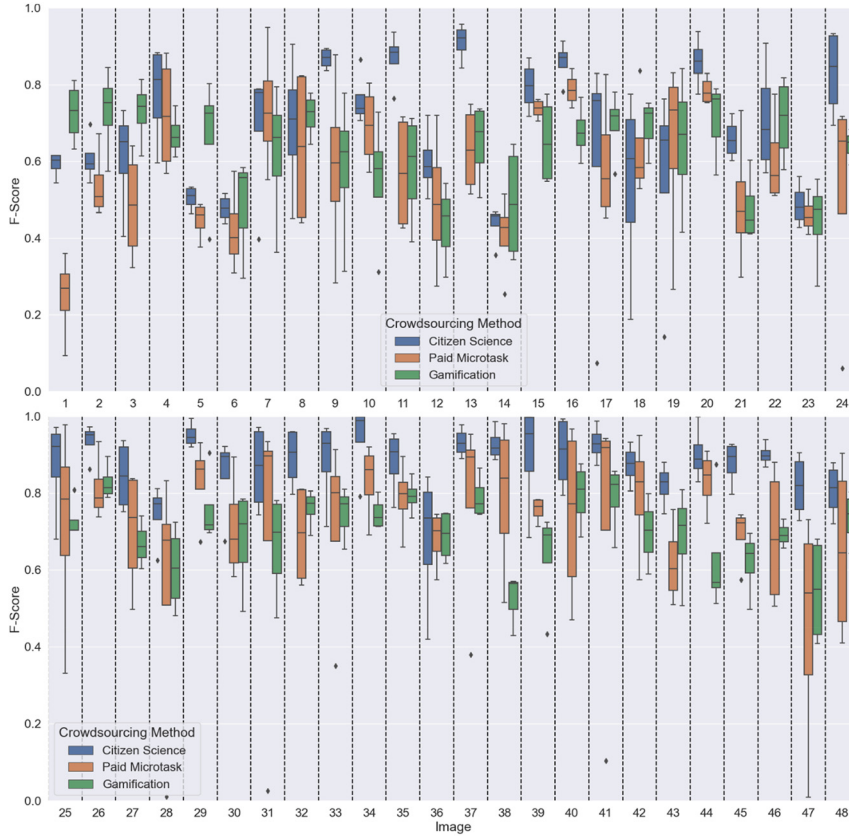 F-Score
1.0
0.8
0.6
0.4
0.2
0.0
Crowdsourcing Method
Citizen Science
Paid Microtask
Gamification
1 2 3 4 5 6 7 8 9 10 11 12 13 14 15 16 17 18 19 20 21 22 23 24
F-Score
1.0
0.8
0.6
0.4
0.2
0.0
Crowdsourcing Method
Citizen Science
Paid Microtask
Gamification
25 26 27 28 29 30 31 32 33 34 35 36 37 38 39 40 41 42 43 44 45 46 47 48
Image